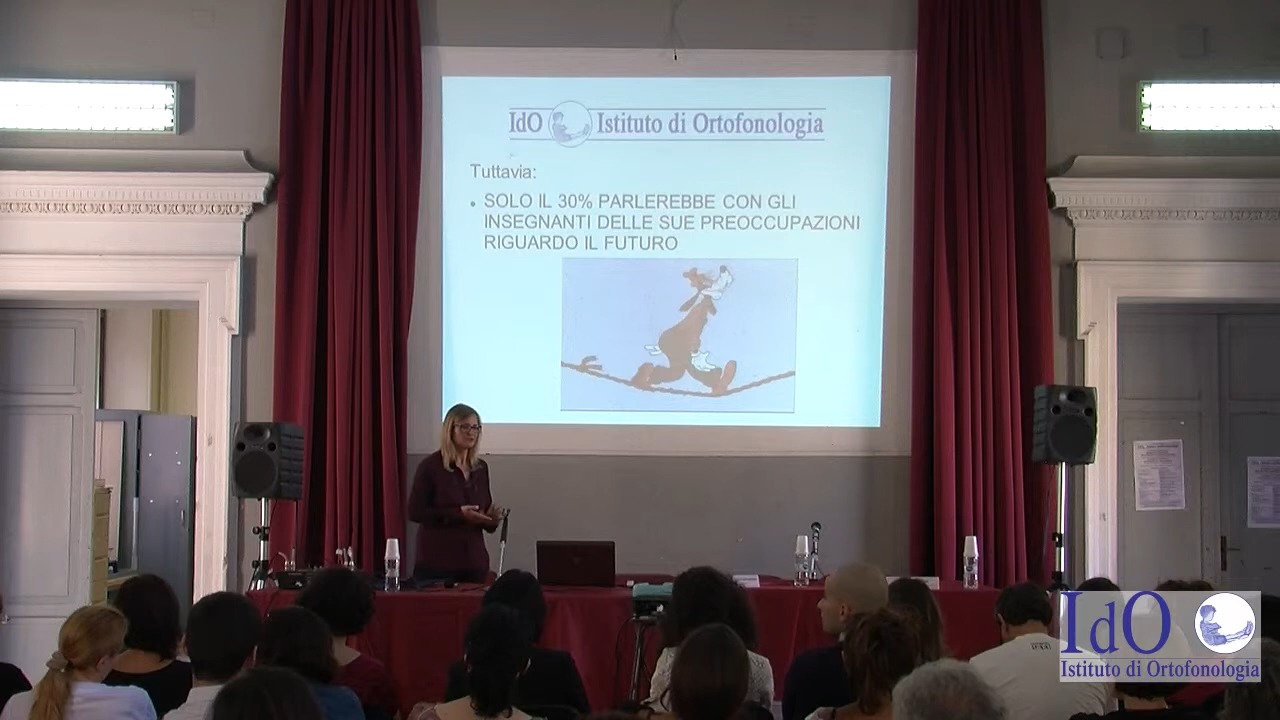 IdO Istituto di Ortofonologia
Tuttavia:
• SOLO IL 30% PARLEREBBE CON GLI
INSEGNANTI DELLE SUE PREOCCUPAZIONI
RIGUARDO IL FUTURO
IdO
Istituto di Ortofonologia